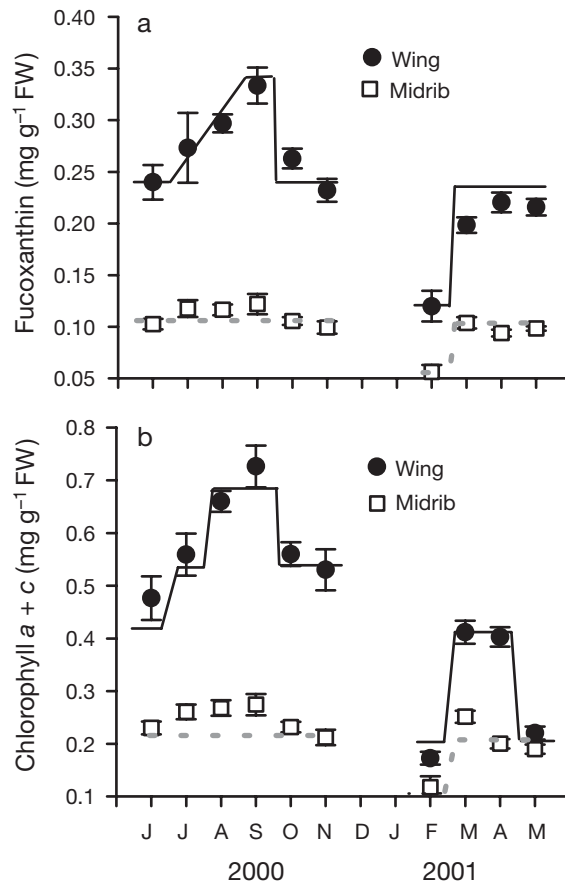 a
Wing
Midrib
Fucoxanthin (mg g⁻¹ FW)
0.40
0.35
0.30
0.25
0.20
0.15
0.10
0.05
b
Wing
Midrib
Chlorophyll a + c (mg g⁻¹ FW)
0.8
0.7
0.6
0.5
0.4
0.3
0.2
0.1
J J A S O N D J F M A M
2000 2001